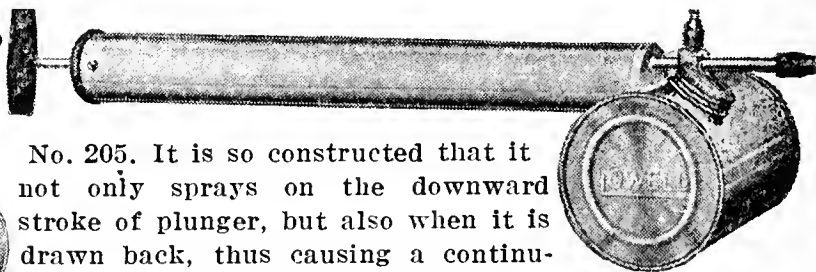 LOWELL
No. 205. It is so constructed that it
not only sprays on the downward
stroke of plunger, but also when it is
drawn back, thus causing a continu-